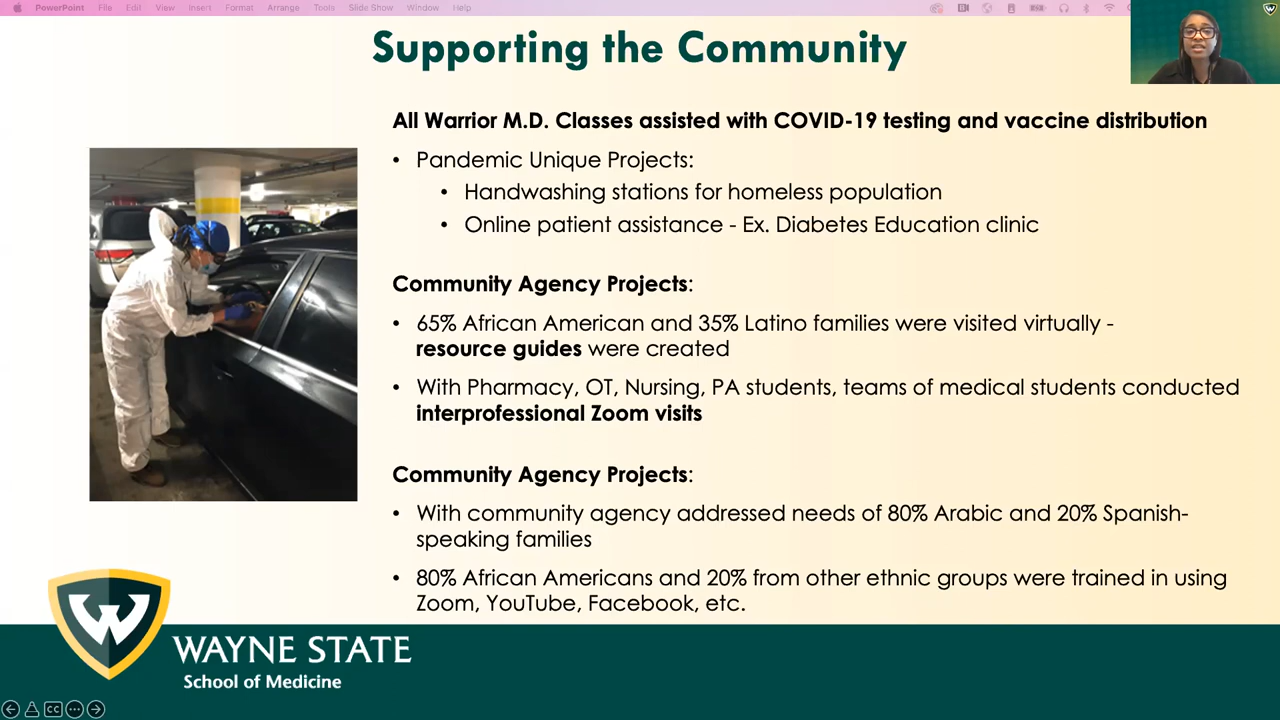 PowerPoint File Edit View Insert Format Arrange Tools Slide Show Window Help
Supporting the Community
All Warrior M.D. Classes assisted with COVID-19 testing and vaccine distribution
• Pandemic Unique Projects:
• Handwashing stations for homeless population
• Online patient assistance - Ex. Diabetes Education clinic
Community Agency Projects:
• 65% African American and 35% Latino families were visited virtually -
resource guides were created
• With Pharmacy, OT, Nursing, PA students, teams of medical students conducted
interprofessional Zoom visits
Community Agency Projects:
• With community agency addressed needs of 80% Arabic and 20% Spanish-
speaking families
• 80% African Americans and 20% from other ethnic groups were trained in using
Zoom, YouTube, Facebook, etc.
W
WAYNE STATE
School of Medicine
CC